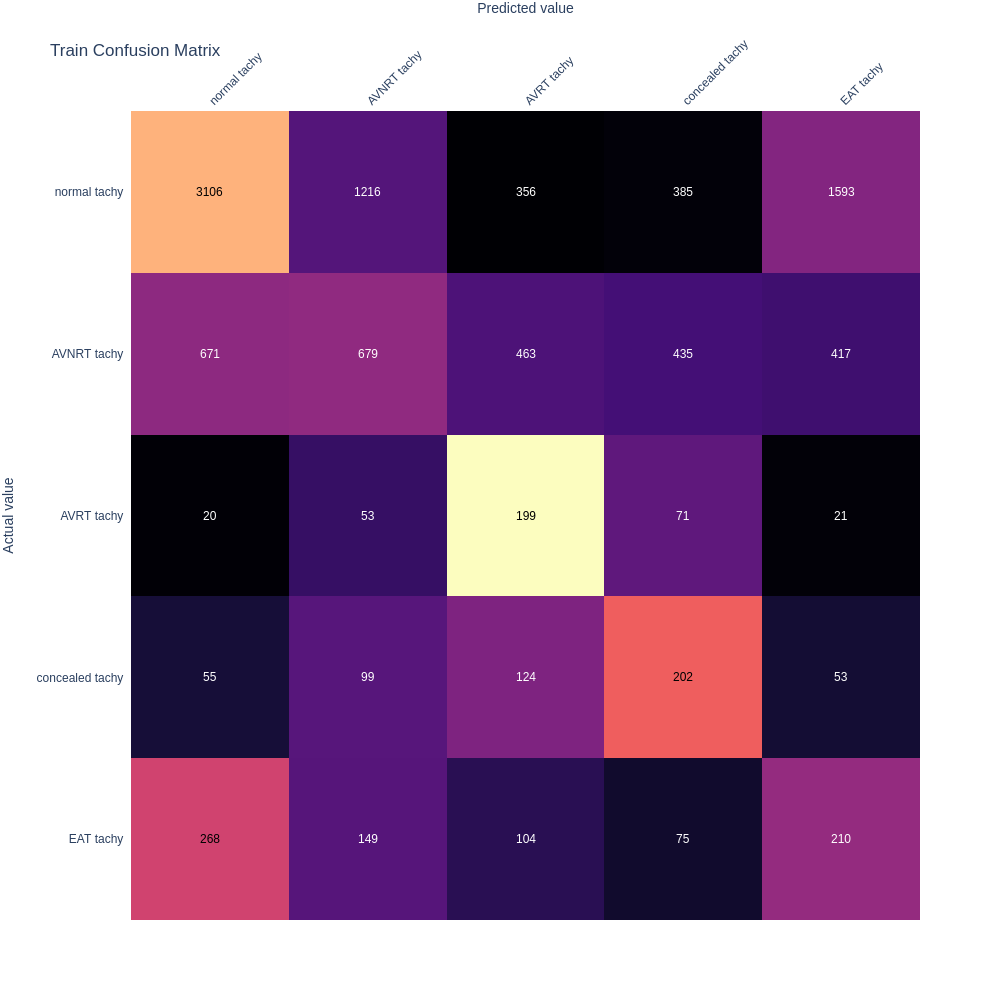 Predicted value
Train Confusion Matrix
normal tachy
AVNRT tachy
AVRT tachy
concealed tachy
EAT tachy
normal tachy
3106
1216
356
385
1593
AVNRT tachy
671
679
463
435
417
Actual value
AVRT tachy
20
53
199
71
21
concealed tachy
55
99
124
202
53
EAT tachy
268
149
104
75
210